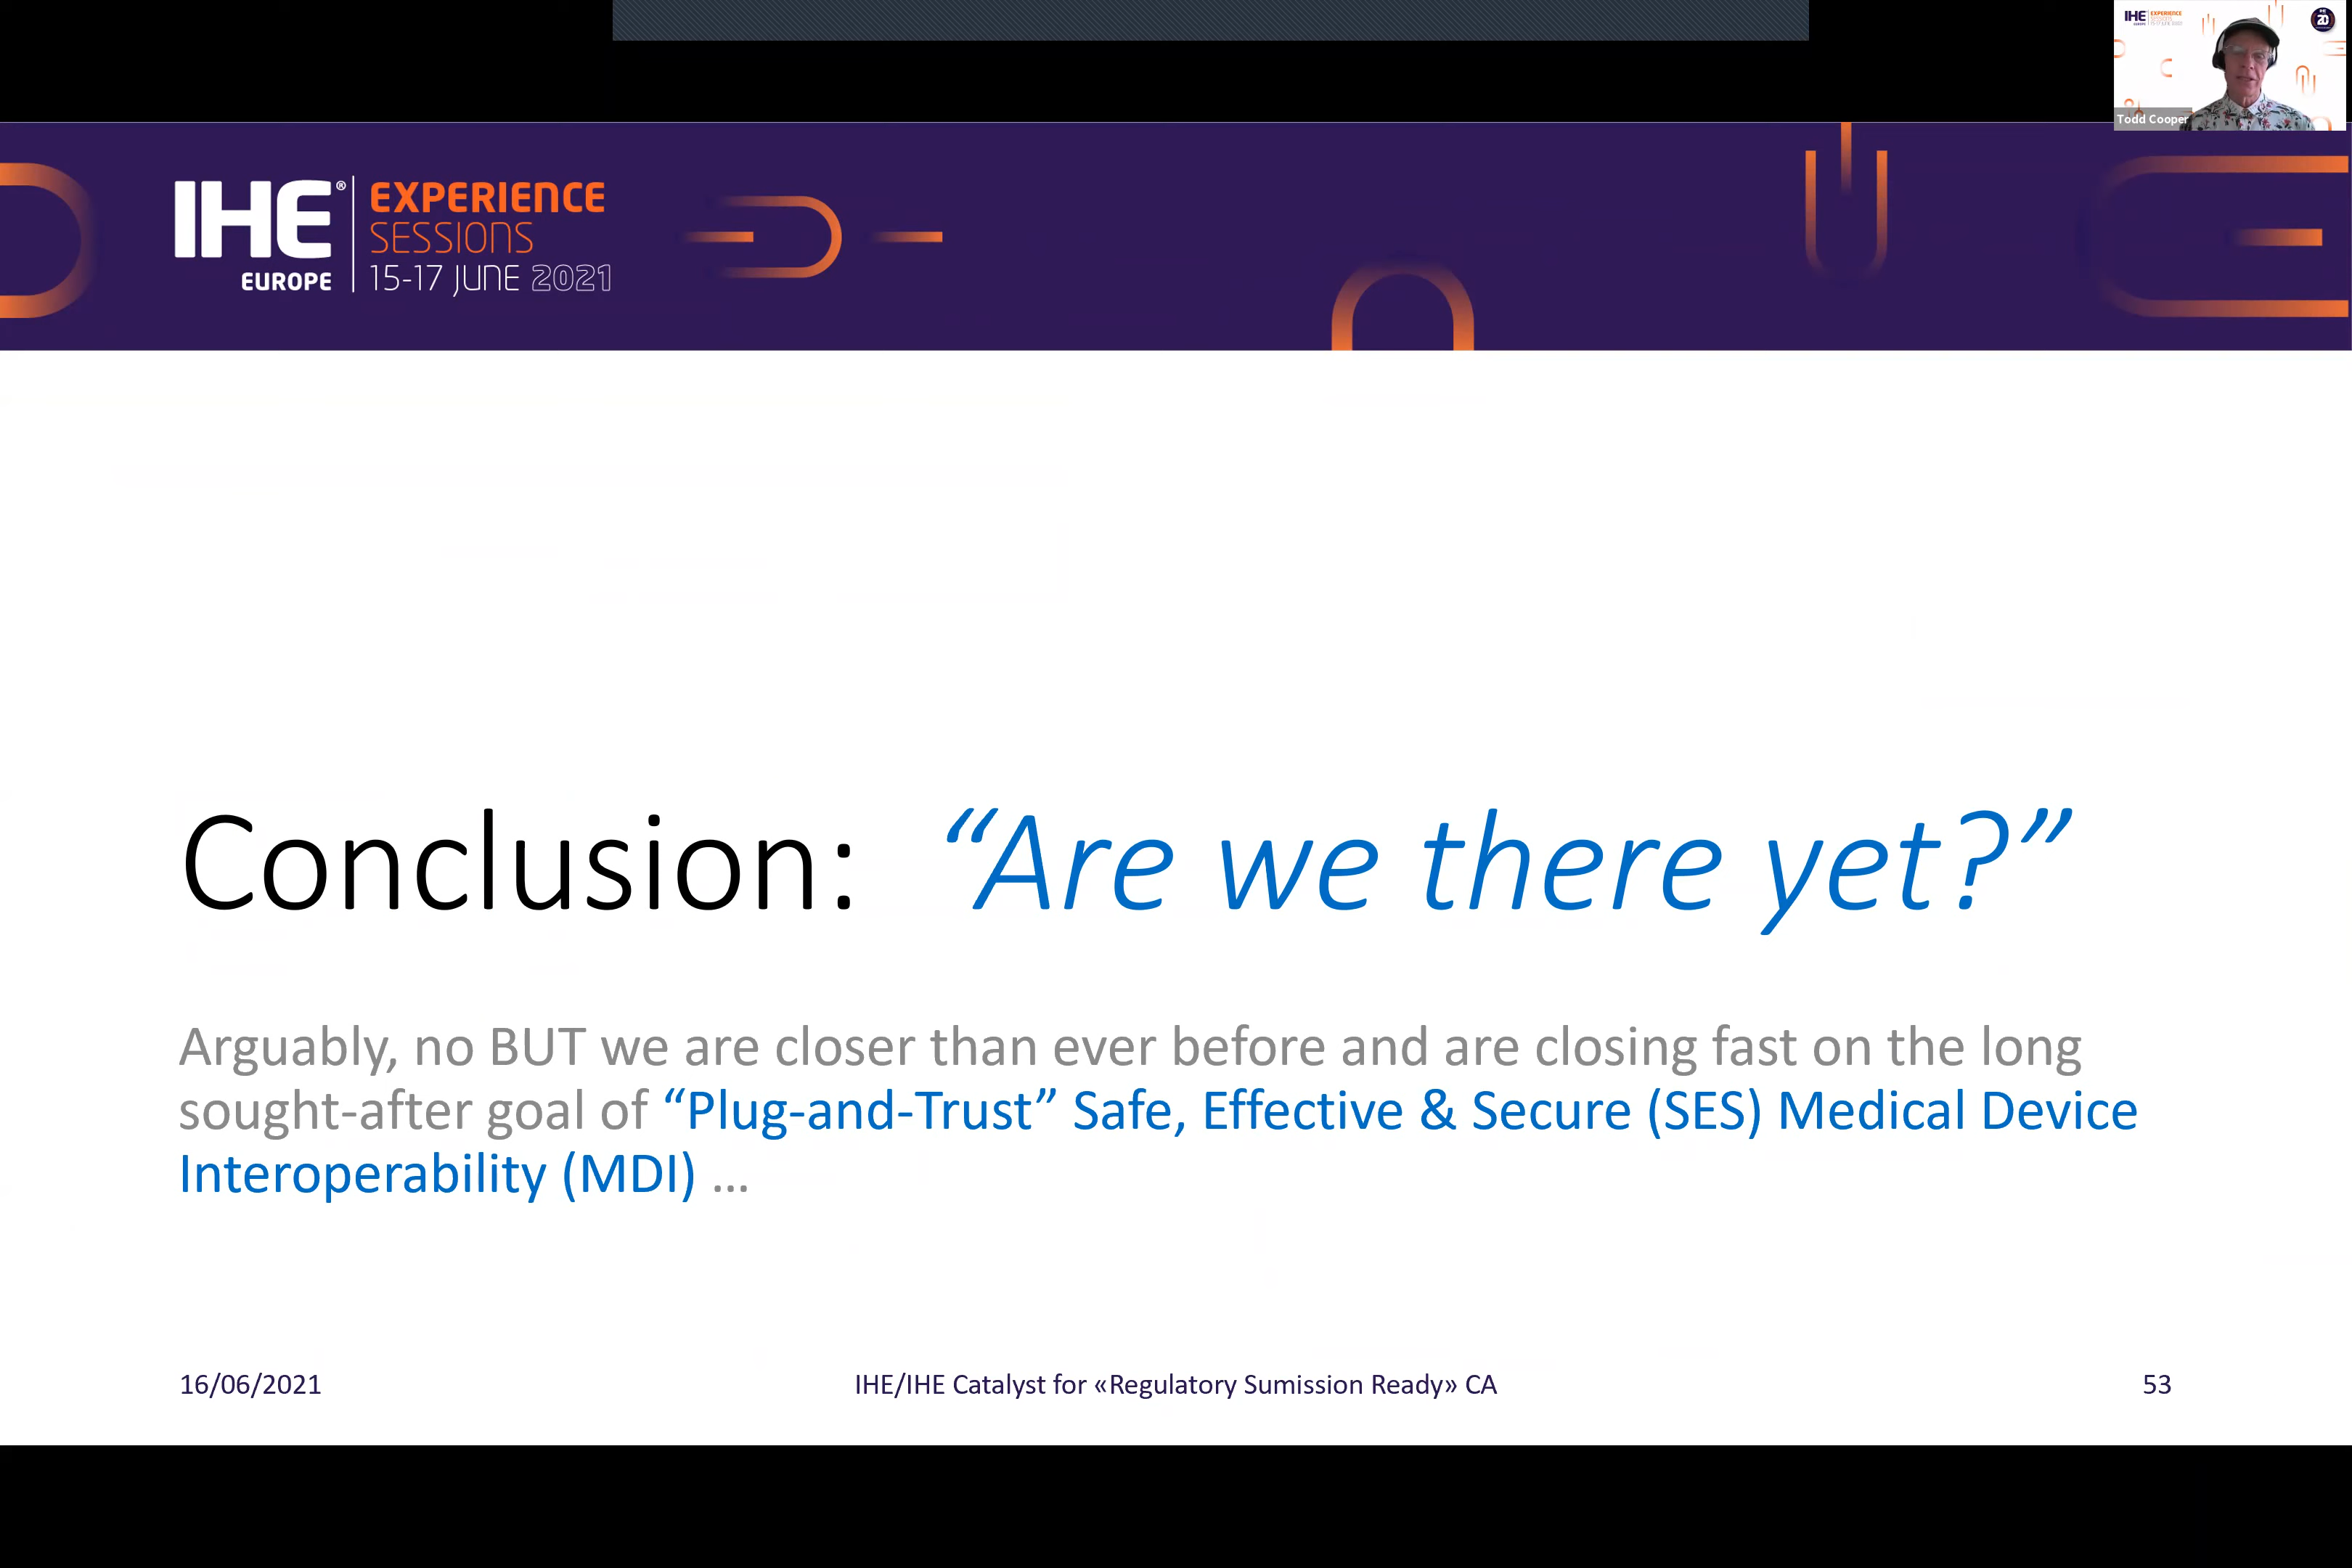 IHE EXPERIENCE
Todd Cooper
IHE® EXPERIENCE
SESSIONS
EUROPE 15-17 JUNE 2021
Conclusion: “Are we there yet?”
Arguably, no BUT we are closer than ever before and are closing fast on the long
sought-after goal of “Plug-and-Trust” Safe, Effective & Secure (SES) Medical Device
Interoperability (MDI) ...
16/06/2021
IHE/IHE Catalyst for «Regulatory Sumission Ready» CA
53